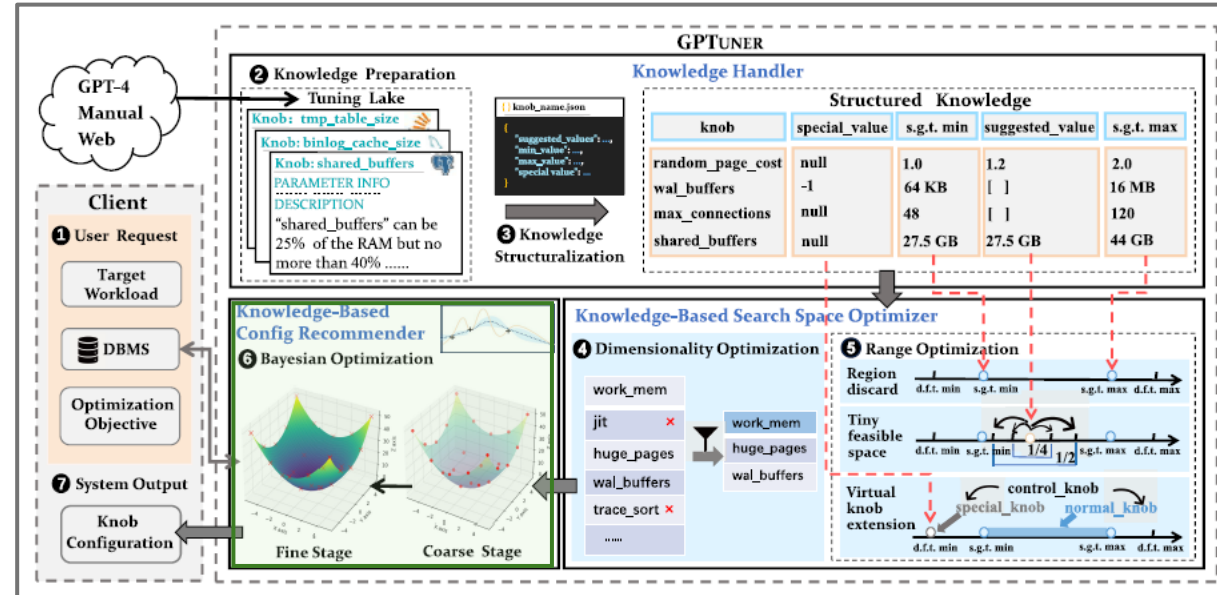 GPTUNER
GPT-4
Manual
Web
❷ Knowledge Preparation
Tuning Lake
Knob: tmp_table_size
Knob: binlog_cache_size
Knob: shared_buffers
PARAMETER INFO
DESCRIPTION
“shared_buffers” can be
25% of the RAM but no
more than 40% ......
Knowledge Handler
{ } knob_name.json
{
"suggested_values": ...,
"min_value": ...,
"max_value": ...,
"special value": ...
}
❸ Knowledge
Structuralization
Structured Knowledge
knob special_value s.g.t. min suggested_value s.g.t. max
random_page_cost null 1.0 1.2 2.0
wal_buffers -1 64 KB [ ] 16 MB
max_connections null 48 [ ] 120
shared_buffers null 27.5 GB 27.5 GB 44 GB
Client
❶ User Request
Target
Workload
DBMS
Optimization
Objective
❼ System Output
Knob
Configuration
Knowledge-Based
Config Recommender
❻ Bayesian Optimization
Fine Stage Coarse Stage
Knowledge-Based Search Space Optimizer
❹ Dimensionality Optimization
work_mem
jit ×
huge_pages
wal_buffers
trace_sort ×
......
work_mem
huge_pages
wal_buffers
❺ Range Optimization
Region
discard
d.f.t. min s.g.t. min s.g.t. max d.f.t. max
Tiny
feasible
space
d.f.t. min s.g.t. min 1/4 1/2 s.g.t. max d.f.t. max
Virtual
knob
extension
control_knob
special_knob normal_knob
d.f.t. min s.g.t. min s.g.t. max d.f.t. max